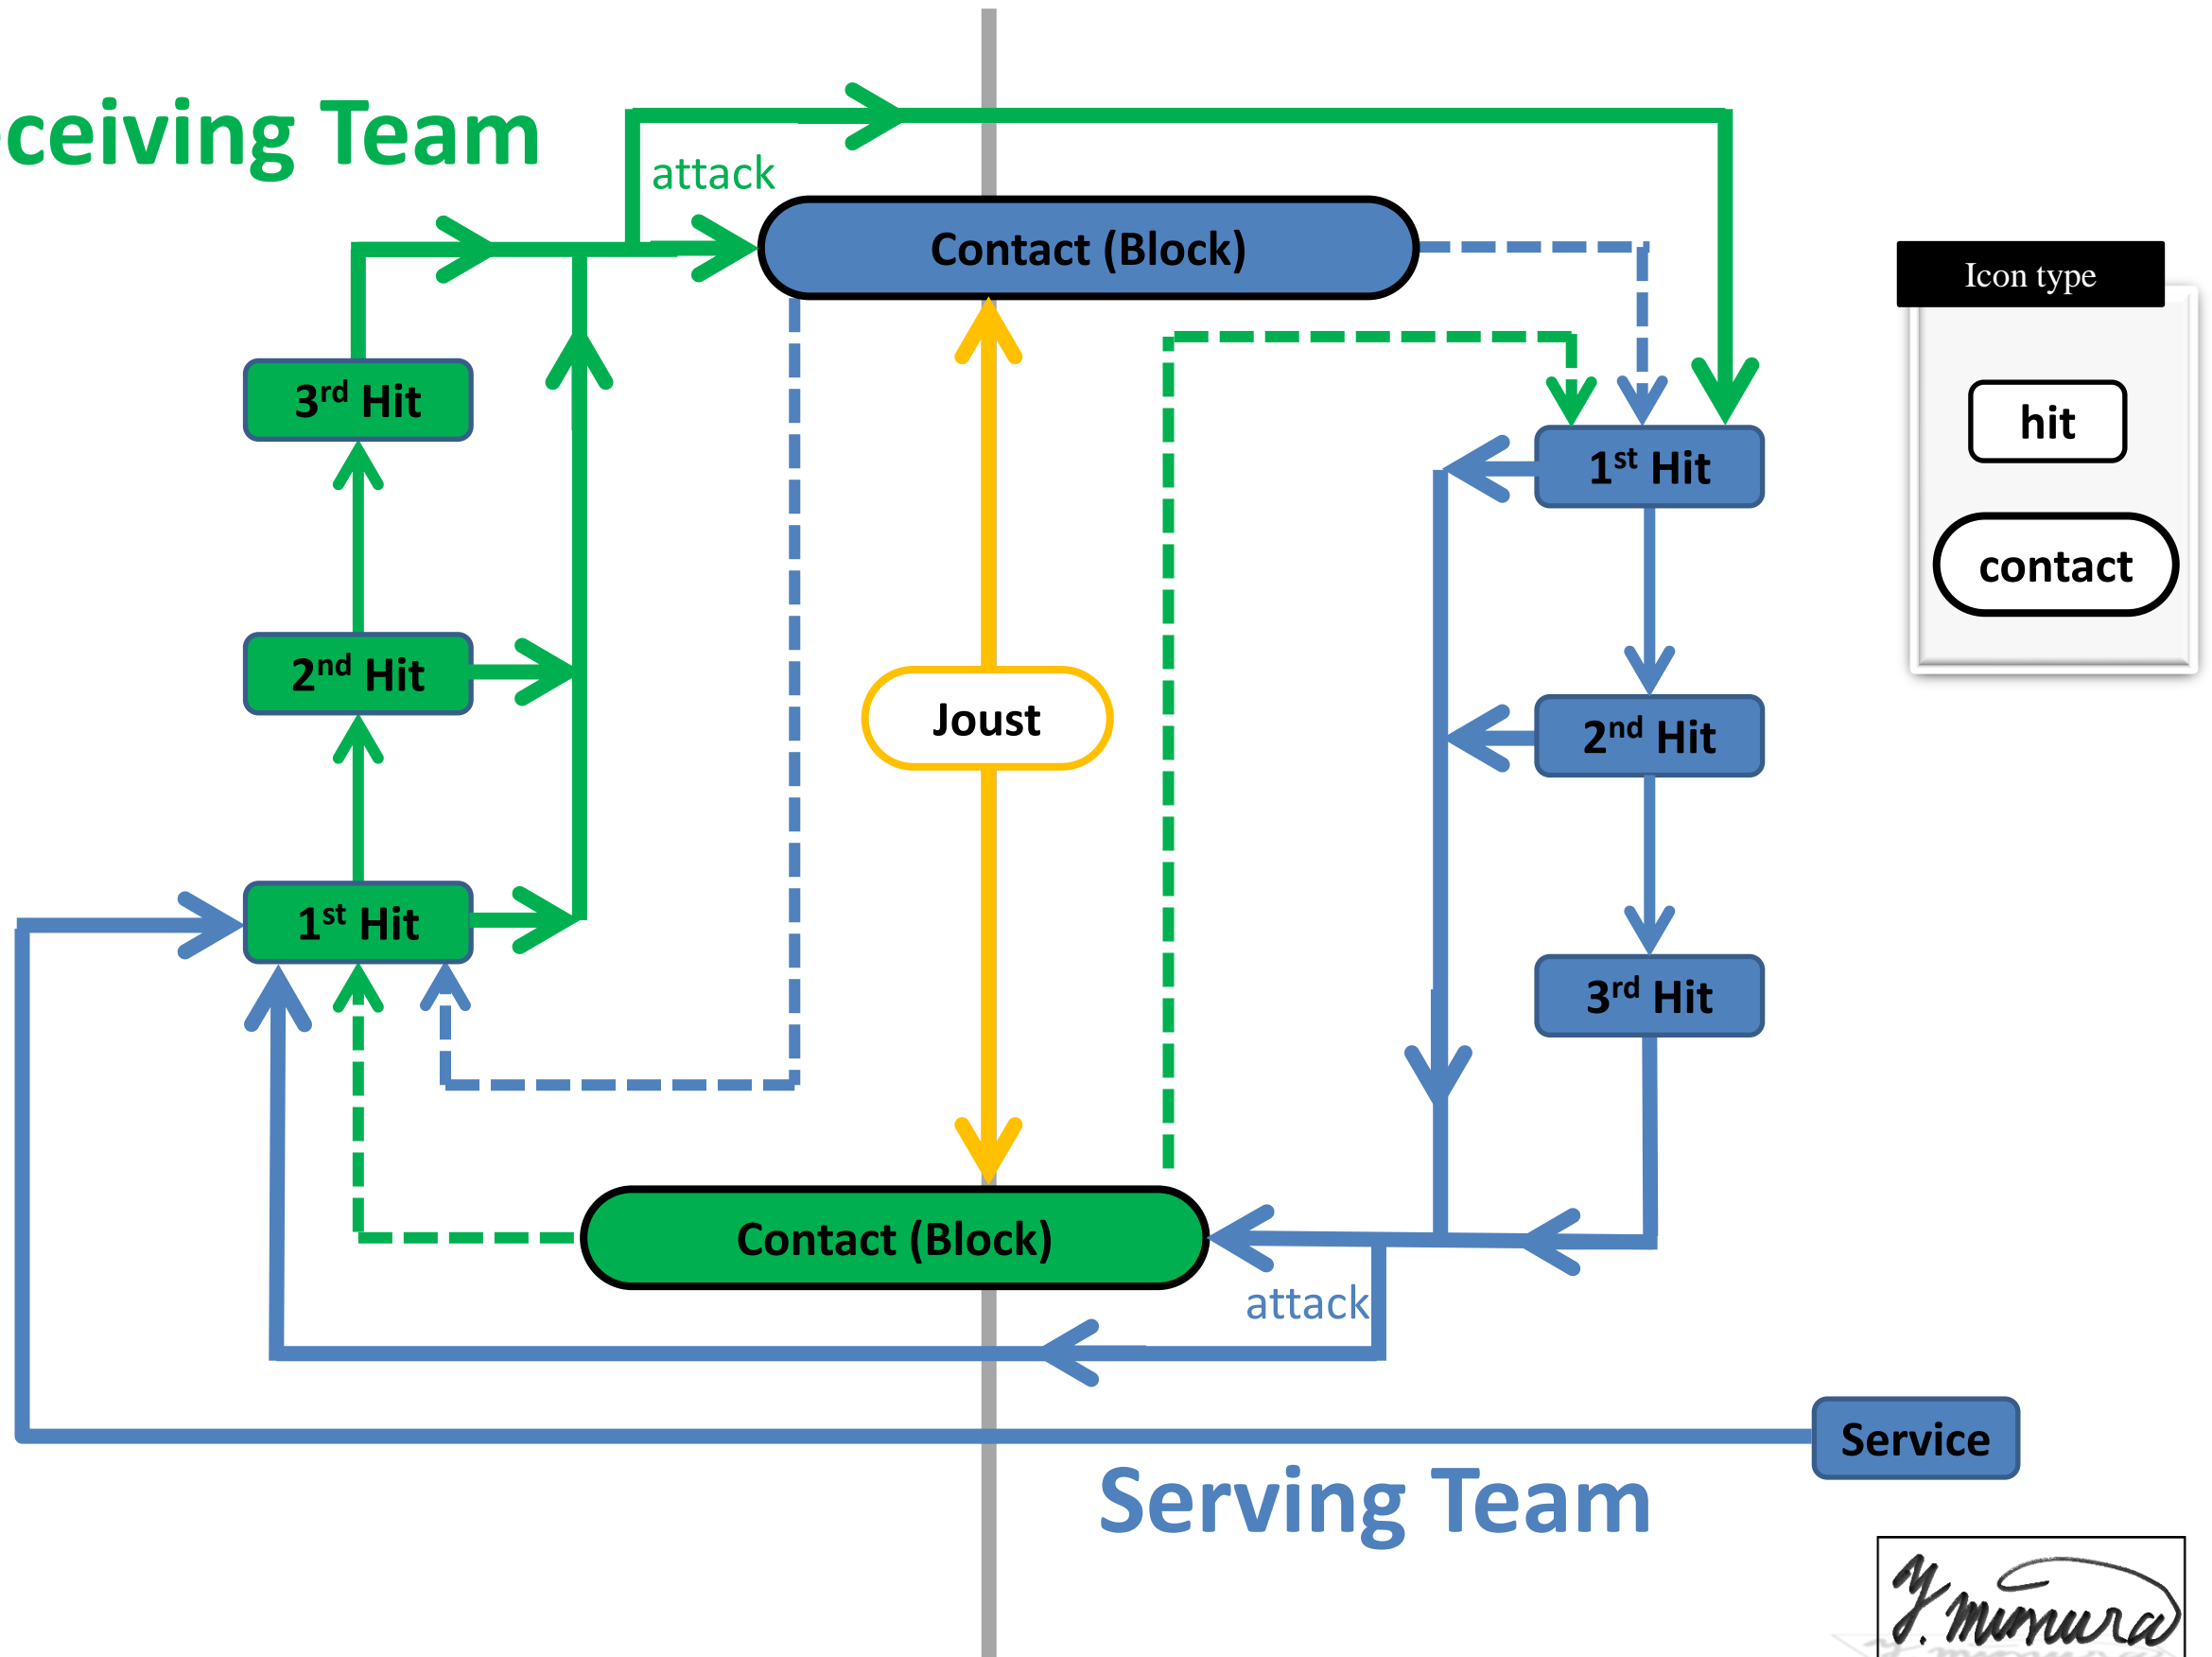 ceiving Team
attack
Contact (Block)
Icon type
3rd Hit
hit
1st Hit
contact
2nd Hit
Joust
2nd Hit
1st Hit
3rd Hit
Contact (Block)
attack
Service
Serving Team
Y. mimura